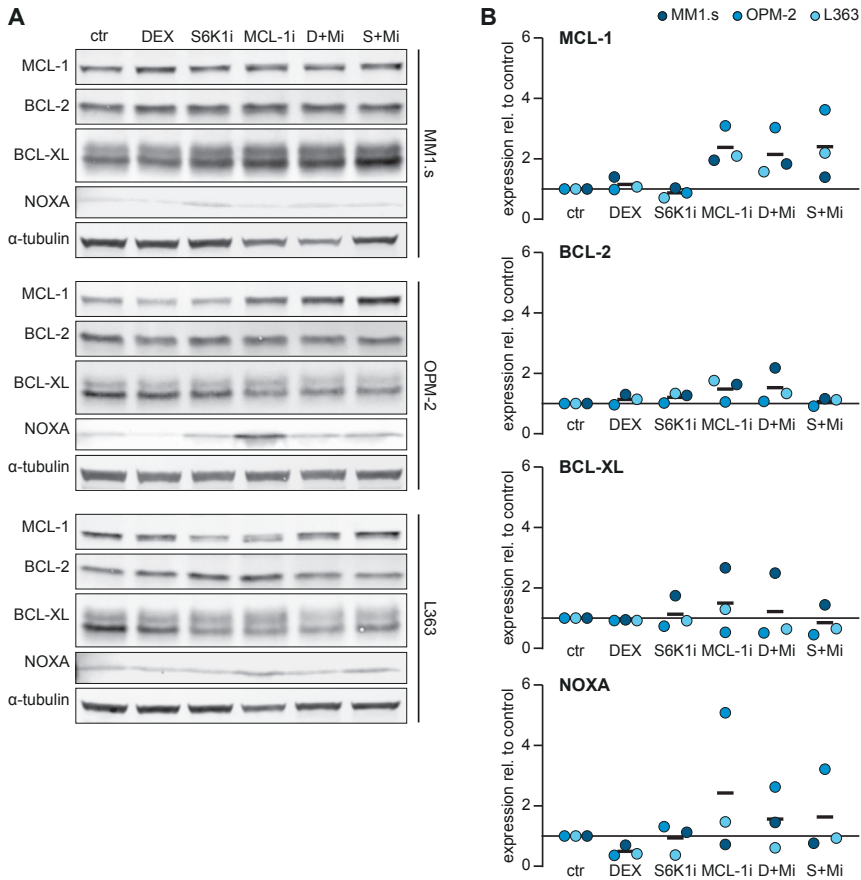 A
ctr DEX S6K1i MCL-1i D+Mi S+Mi
MCL-1
BCL-2
BCL-XL
NOXA
α-tubulin
MM1.s
MCL-1
BCL-2
BCL-XL
NOXA
α-tubulin
OPM-2
MCL-1
BCL-2
BCL-XL
NOXA
α-tubulin
L363
B
MM1.s OPM-2 L363
MCL-1
expression rel. to control
6
4
2
1
0
ctr DEX S6K1i MCL-1i D+Mi S+Mi
BCL-2
expression rel. to control
6
4
2
1
0
ctr DEX S6K1i MCL-1i D+Mi S+Mi
BCL-XL
expression rel. to control
6
4
2
1
0
ctr DEX S6K1i MCL-1i D+Mi S+Mi
NOXA
expression rel. to control
6
4
2
1
0
ctr DEX S6K1i MCL-1i D+Mi S+Mi